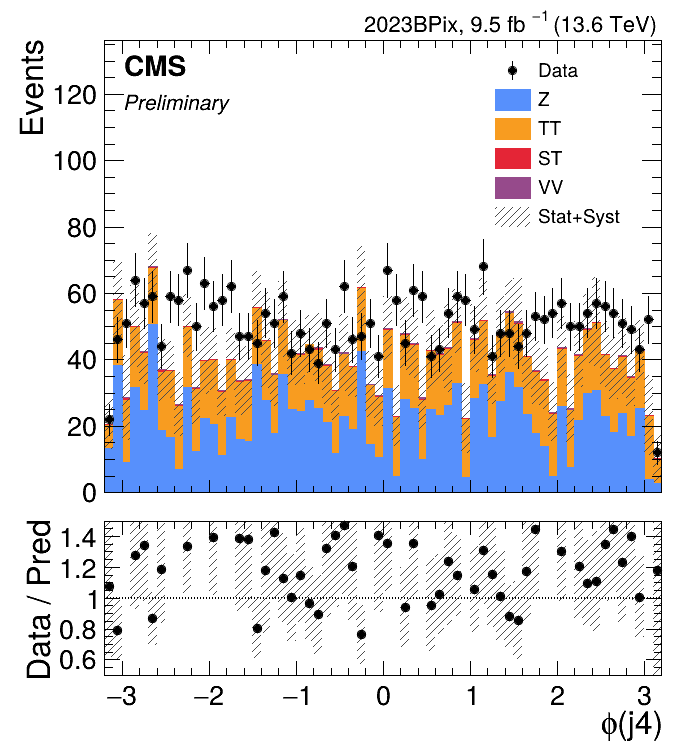 2023BPix, 9.5 fb⁻¹ (13.6 TeV)
Events
CMS
Preliminary
Data
Z
TT
ST
VV
Stat+Syst
120
100
80
60
40
20
0
Data / Pred
1.4
1.2
1
0.8
0.6
−3 −2 −1 0 1 2 3
ϕ(j4)